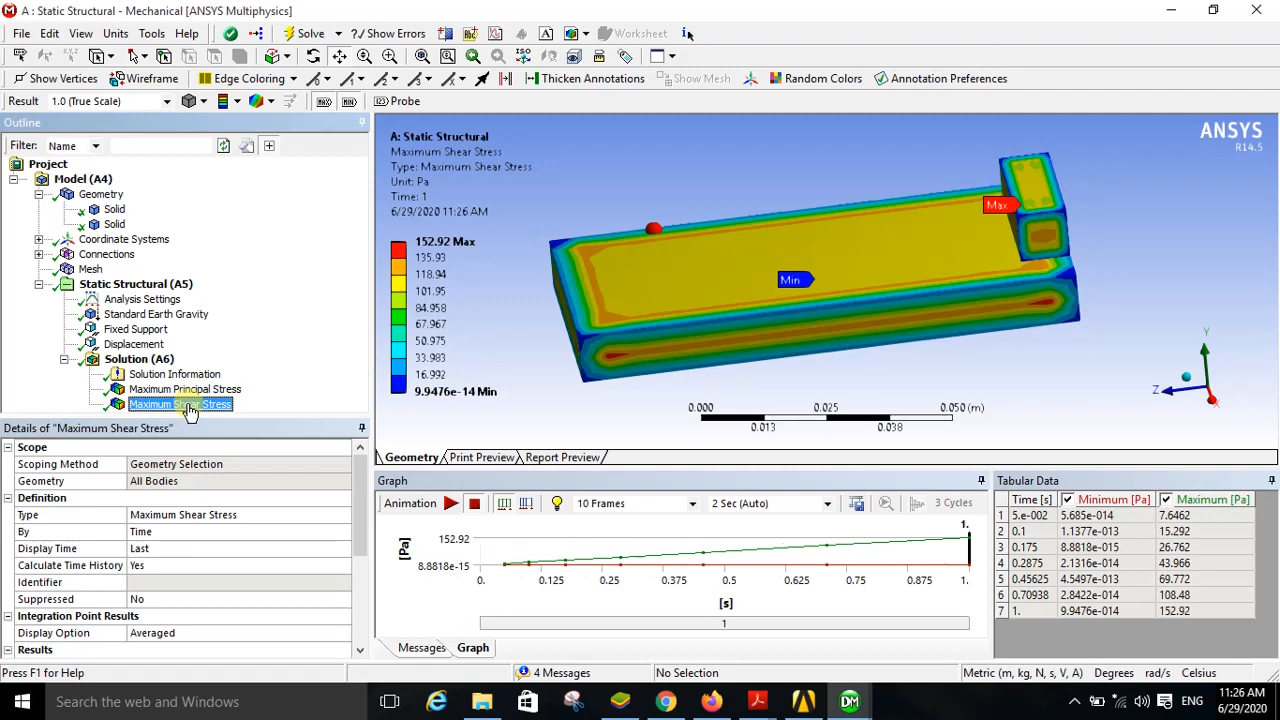 A : Static Structural - Mechanical [ANSYS Multiphysics]
File Edit View Units Tools Help Solve Show Errors Worksheet
Show Vertices Wireframe Edge Coloring Thicken Annotations Show Mesh Random Colors Annotation Preferences
Result 1.0 (True Scale) MAX MIN Probe
Outline
Filter: Name
Project
Model (A4)
Geometry
Solid
Solid
Coordinate Systems
Connections
Mesh
Static Structural (A5)
Analysis Settings
Standard Earth Gravity
Fixed Support
Displacement
Solution (A6)
Solution Information
Maximum Principal Stress
Maximum Shear Stress
Details of "Maximum Shear Stress"
Scope
Scoping Method Geometry Selection
Geometry All Bodies
Definition
Type Maximum Shear Stress
By Time
Display Time Last
Calculate Time History Yes
Identifier
Suppressed No
Integration Point Results
Display Option Averaged
Results
A: Static Structural
Maximum Shear Stress
Type: Maximum Shear Stress
Unit: Pa
Time: 1
6/29/2020 11:26 AM
152.92 Max
135.93
118.94
101.95
84.958
67.967
50.975
33.983
16.992
9.9476e-14 Min
Max
Min
ANSYS
R14.5
Y
Z
X
0.000 0.025 0.050 (m)
0.013 0.038
Geometry Print Preview Report Preview
Graph
Animation 10 Frames 2 Sec (Auto) 3 Cycles
1.
152.92
[Pa]
8.8818e-15
0. 0.125 0.25 0.375 0.5 0.625 0.75 0.875 1.
[s]
1
Messages Graph
Tabular Data
Time [s] Minimum [Pa] Maximum [Pa]
1 5.e-002 5.685e-014 7.6462
2 0.1 1.1377e-013 15.292
3 0.175 8.8818e-015 26.762
4 0.2875 2.1316e-014 43.966
5 0.45625 4.5497e-013 69.772
6 0.70938 2.8422e-014 108.48
7 1. 9.9476e-014 152.92
Press F1 for Help 4 Messages No Selection Metric (m, kg, N, s, V, A) Degrees rad/s Celsius
Search the web and Windows
DM
ENG
11:26 AM
6/29/2020